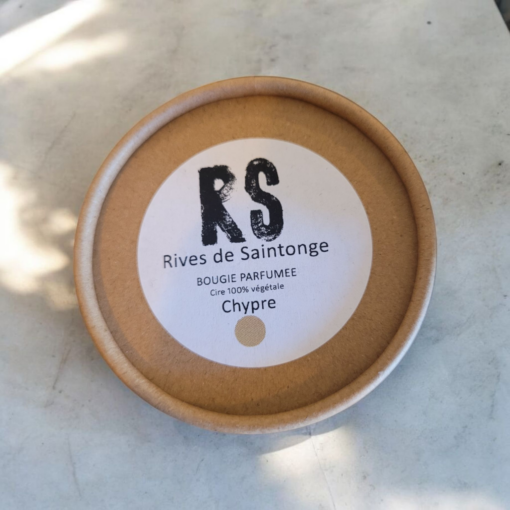 RS
Rives de Saintonge
BOUGIE PARFUMEE
Cire 100% végétale
Chypre